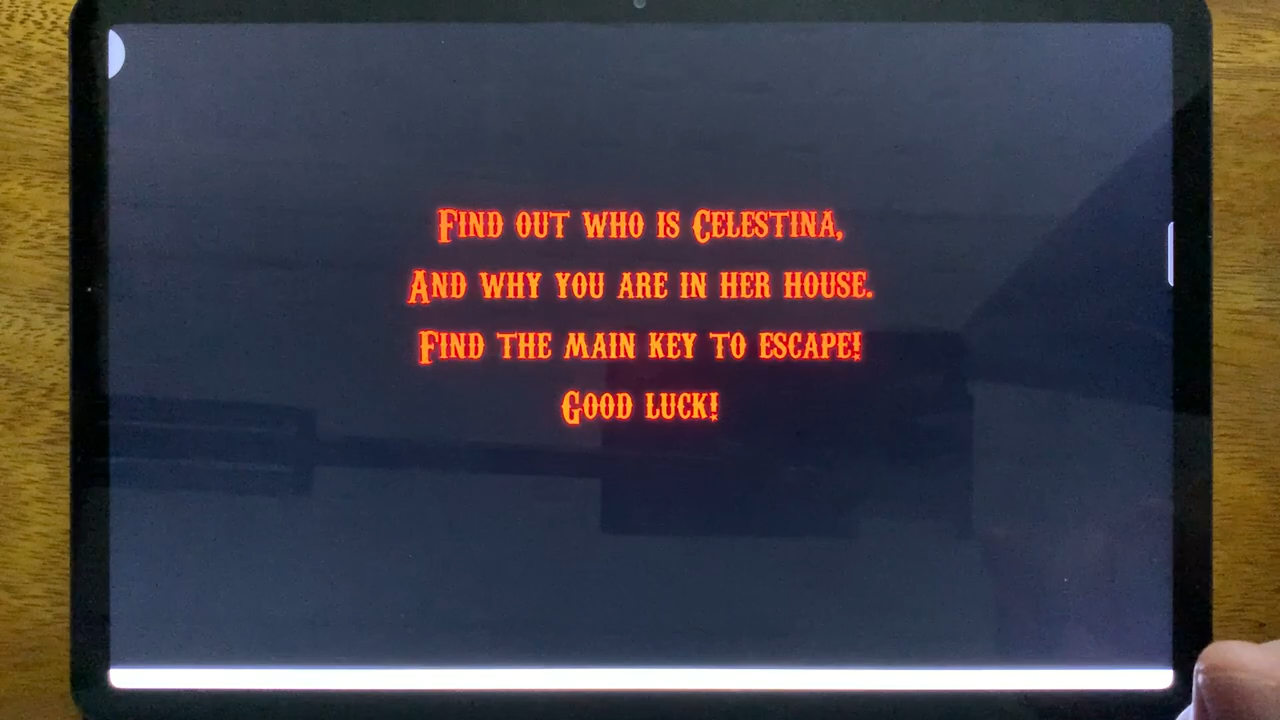 Find out who is Celestina,
And why you are in her house.
Find the main key to escape!
Good luck!